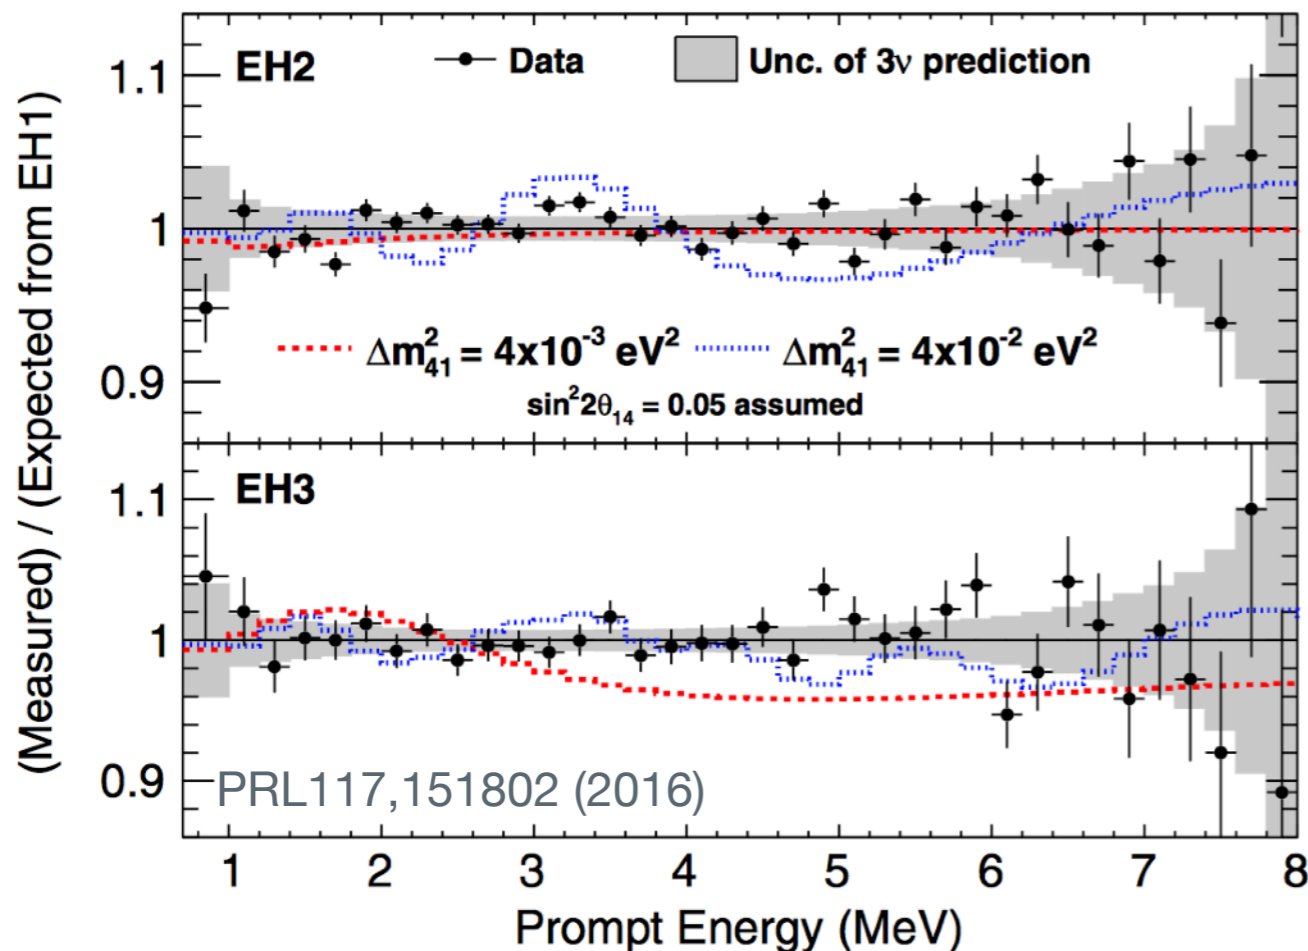 (Measured) / (Expected from EH1)
EH2
Data
Unc. of 3ν prediction
1.1
1
0.9
Δm²₄₁ = 4x10⁻³ eV²
Δm²₄₁ = 4x10⁻² eV²
sin²2θ₁₄ = 0.05 assumed
EH3
1.1
1
0.9
PRL117,151802 (2016)
1 2 3 4 5 6 7 8
Prompt Energy (MeV)